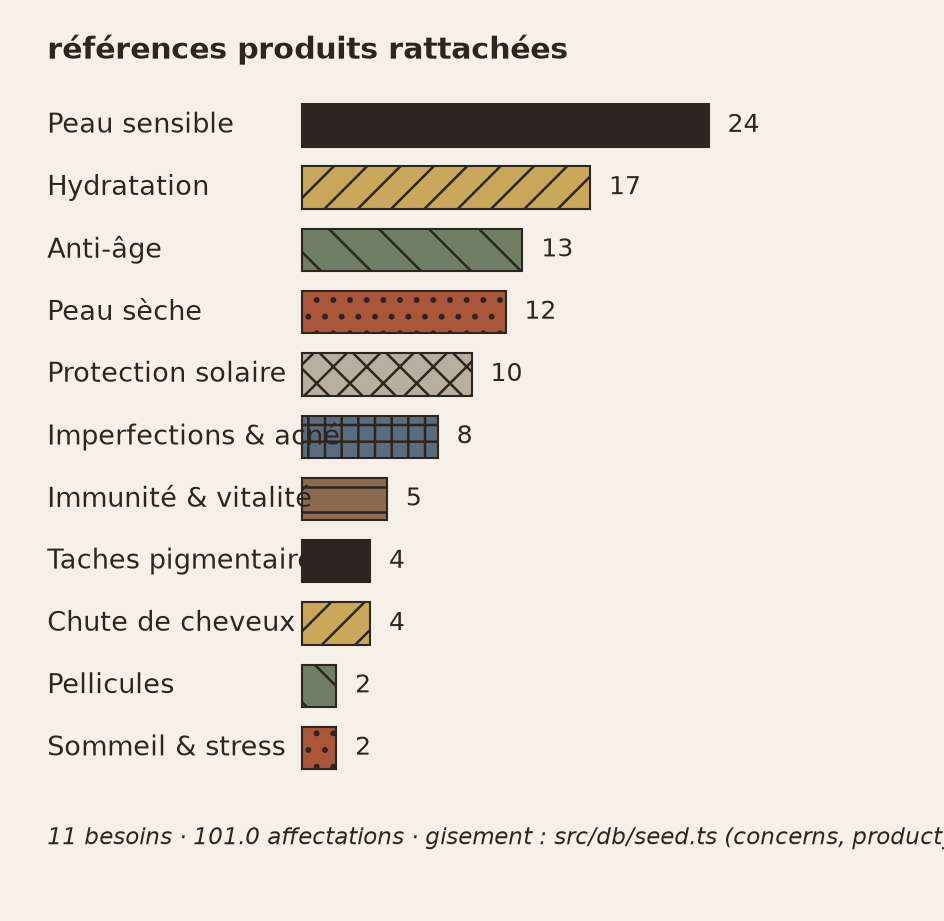 références produits rattachées
Peau sensible 24
Hydratation 17
Anti-âge 13
Peau sèche 12
Protection solaire 10
Imperfections & acné 8
Immunité & vitalité 5
Taches pigmentaire 4
Chute de cheveux 4
Pellicules 2
Sommeil & stress 2
11 besoins · 101.0 affectations · gisement : src/db/seed.ts (concerns, product